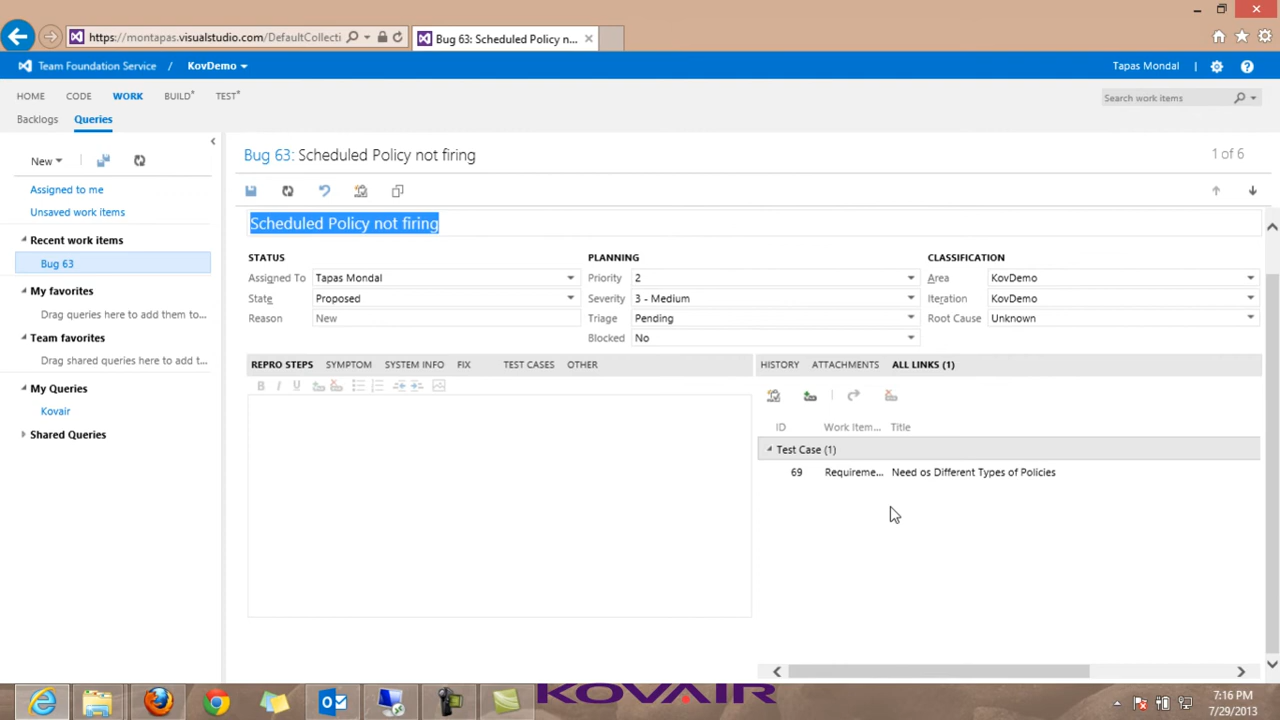 https://montapas.visualstudio.com/DefaultCollecti
Bug 63: Scheduled Policy n...
Team Foundation Service / KovDemo
Tapas Mondal
HOME CODE WORK BUILD* TEST*
Search work items
Backlogs Queries
New
Bug 63: Scheduled Policy not firing
1 of 6
Assigned to me
Unsaved work items
Recent work items
Bug 63
My favorites
Drag queries here to add them to...
Team favorites
Drag shared queries here to add t...
My Queries
Kovair
Shared Queries
Scheduled Policy not firing
STATUS PLANNING CLASSIFICATION
Assigned To Tapas Mondal Priority 2 Area KovDemo
State Proposed Severity 3 - Medium Iteration KovDemo
Reason New Triage Pending Root Cause Unknown
Blocked No
REPRO STEPS SYMPTOM SYSTEM INFO FIX TEST CASES OTHER
HISTORY ATTACHMENTS ALL LINKS (1)
B I U
ID Work Item... Title
Test Case (1)
69 Requireme... Need os Different Types of Policies
KOVAIR
7:16 PM
7/29/2013